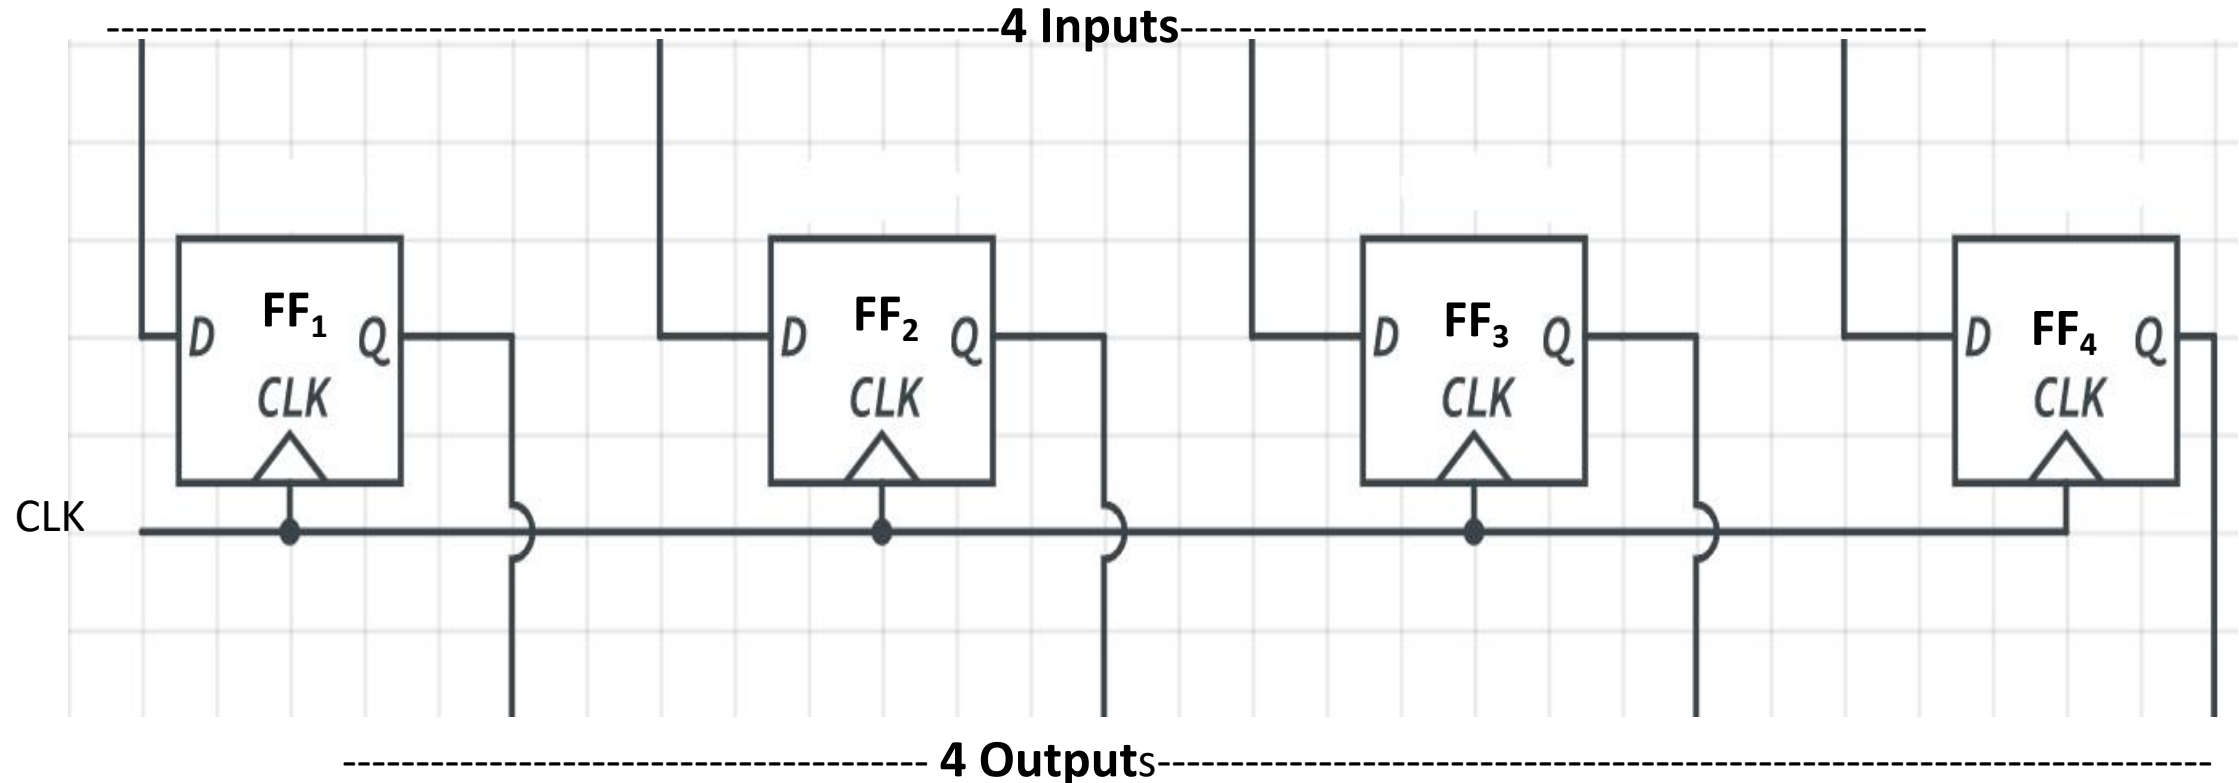 4 Inputs
FF1
D Q
CLK
FF2
D Q
CLK
FF3
D Q
CLK
FF4
D Q
CLK
CLK
4 Outputs